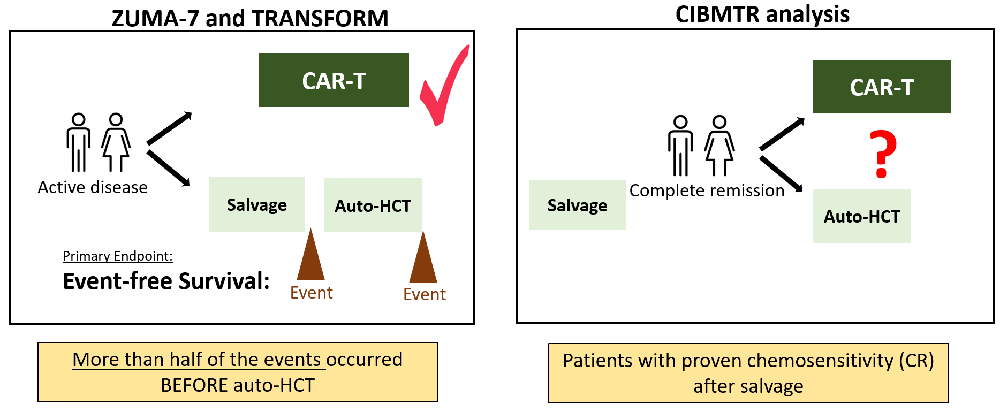 ZUMA-7 and TRANSFORM
CAR-T
Active disease
Salvage
Auto-HCT
Primary Endpoint:
Event-free Survival:
Event
Event
More than half of the events occurred
BEFORE auto-HCT
CIBMTR analysis
CAR-T
?
Complete remission
Salvage
Auto-HCT
Patients with proven chemosensitivity (CR)
after salvage